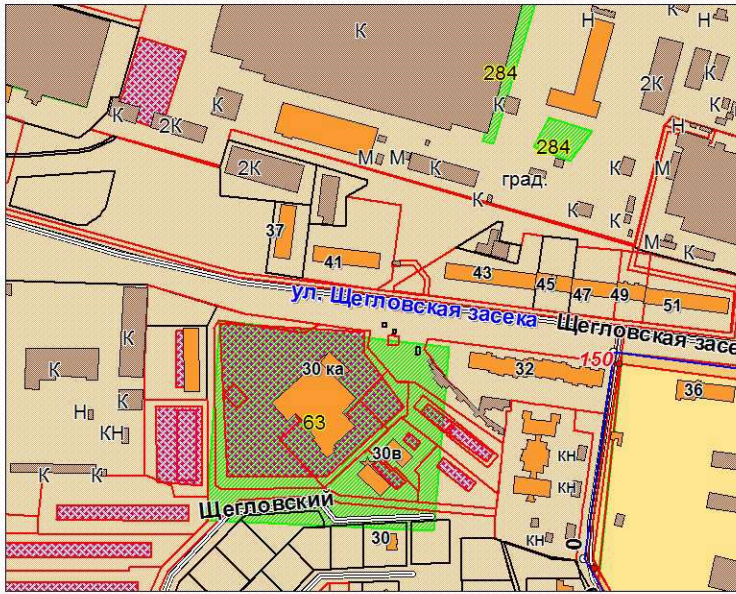 К
Н
К
Н
284
К
К
2К
К
К
К
К
2К
284
Н
М
М
К
2К
К
М
град.
К
К
К
К
37
41
М
К
43
45
47
49
51
ул. Щегловская засека
Щегловская засе
150
К
К
30 ка
32
36
К
Н
КН
63
30в
К
К
КН
КН
Щегловский
30
КН
0